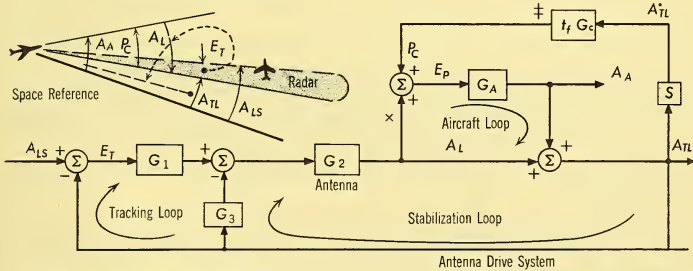 A_A P_C A_L
E_T
Radar
Space Reference
A_TL A_LS
‡ t_f G_c A•_TL
P_C
+ Σ + + E_P G_A A_A
S
× Aircraft Loop +
A_LS + Σ − E_T G_1 + Σ − G_2 A_L + Σ A_TL
Antenna
Tracking Loop G_3 Stabilization Loop
Antenna Drive System